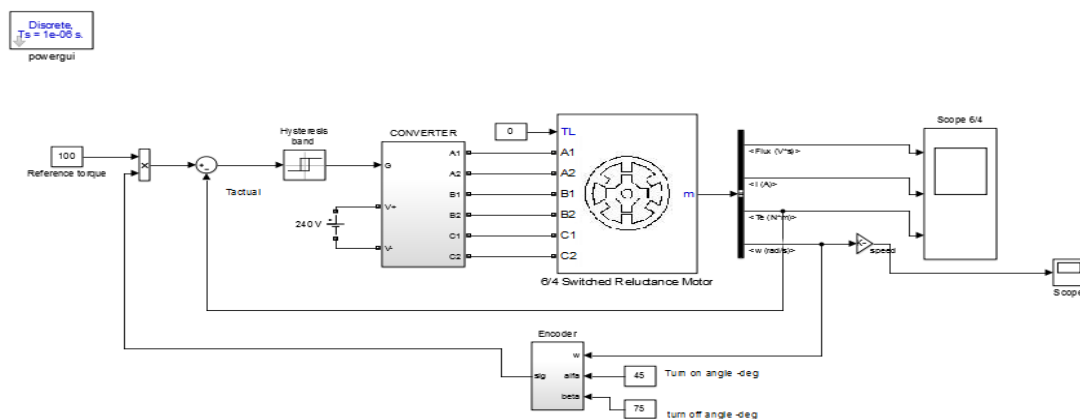 Discrete,
Ts = 1e-06 s.
powergui
100
Reference torque
x
+
-
Tactual
Hysteresis
band
CONVERTER
G
V+
V-
A1
A2
B1
B2
C1
C2
240 V
0
TL
A1
A2
B1
B2
C1
C2
m
6/4 Switched Reluctance Motor
<Flux (V*s)>
<I (A)>
<Te (N*m)>
<w (rad/s)>
Scope 6/4
K-
speed
Scope
Encoder
sig
w
alfa
beta
45
Turn on angle -deg
75
turn off angle -deg